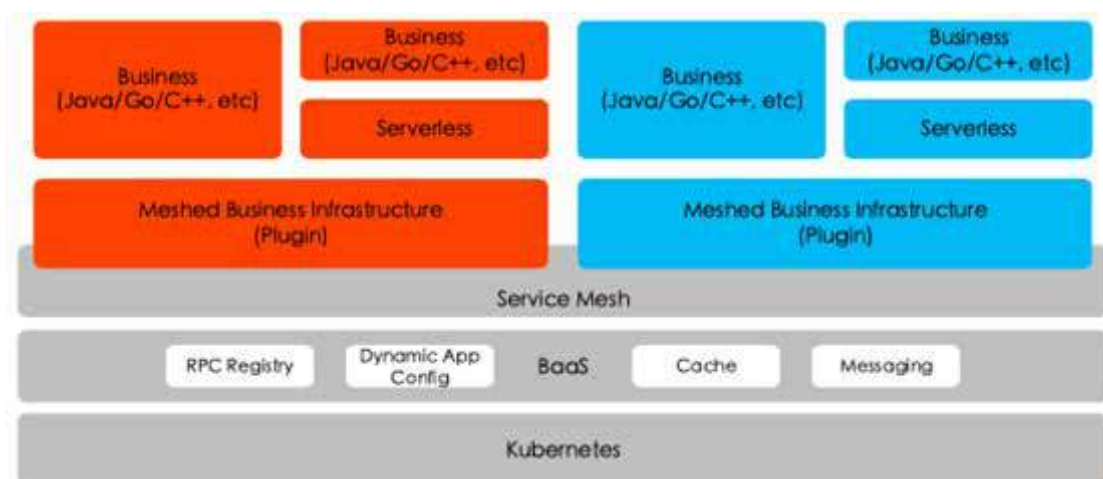 Business
(Java/Go/C++, etc)
Business
(Java/Go/C++, etc)
Serverless
Business
(Java/Go/C++, etc)
Business
(Java/Go/C++, etc)
Serverless
Meshed Business Infrastructure
(Plugin)
Meshed Business Infrastructure
(Plugin)
Service Mesh
RPC Registry
Dynamic App
Config
BaaS
Cache
Messaging
Kubernetes